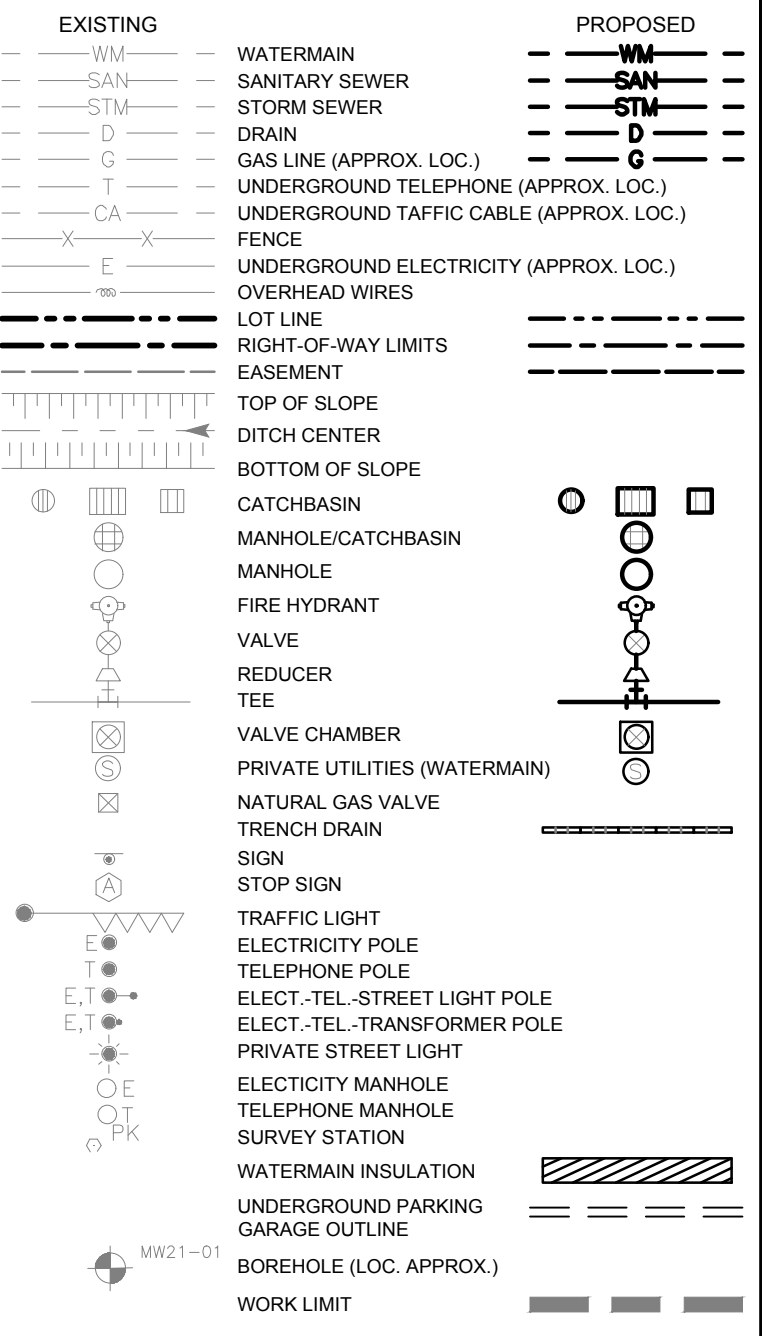 EXISTING PROPOSED
WM WATERMAIN WM
SAN SANITARY SEWER SAN
STM STORM SEWER STM
D DRAIN D
G GAS LINE (APPROX. LOC.) G
T UNDERGROUND TELEPHONE (APPROX. LOC.)
CA UNDERGROUND TAFFIC CABLE (APPROX. LOC.)
X X FENCE
E UNDERGROUND ELECTRICITY (APPROX. LOC.)
OVERHEAD WIRES
LOT LINE
RIGHT-OF-WAY LIMITS
EASEMENT
TOP OF SLOPE
DITCH CENTER
BOTTOM OF SLOPE
CATCHBASIN
MANHOLE/CATCHBASIN
MANHOLE
FIRE HYDRANT
VALVE
REDUCER
TEE
VALVE CHAMBER
S PRIVATE UTILITIES (WATERMAIN) S
NATURAL GAS VALVE
TRENCH DRAIN
SIGN
A STOP SIGN
TRAFFIC LIGHT
E ELECTRICITY POLE
T TELEPHONE POLE
E,T ELECT.-TEL.-STREET LIGHT POLE
E,T ELECT.-TEL.-TRANSFORMER POLE
PRIVATE STREET LIGHT
E ELECTICITY MANHOLE
T TELEPHONE MANHOLE
PK SURVEY STATION
WATERMAIN INSULATION
UNDERGROUND PARKING
GARAGE OUTLINE
MW21-01 BOREHOLE (LOC. APPROX.)
WORK LIMIT